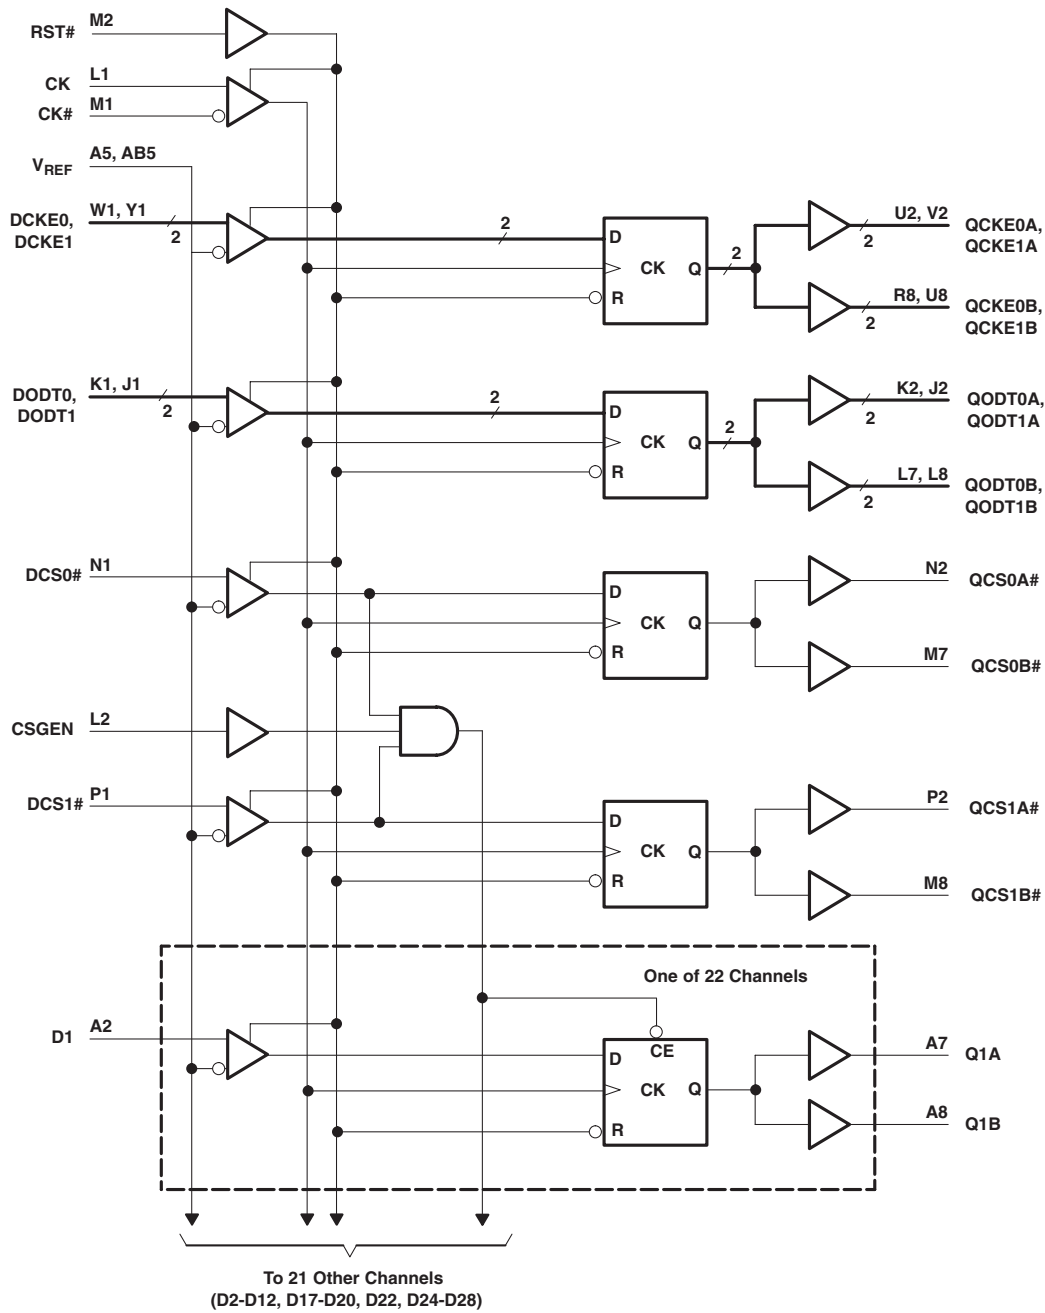 RST# M2
CK L1
CK# M1
VREF A5, AB5
DCKE0, W1, Y1
DCKE1 2
2
D
CK Q
R
2
U2, V2 QCKE0A,
2 QCKE1A
R8, U8 QCKE0B,
2 QCKE1B
DODT0, K1, J1
DODT1 2
2
D
CK Q
R
2
K2, J2 QODT0A,
2 QODT1A
L7, L8 QODT0B,
2 QODT1B
DCS0# N1
D
CK Q
R
N2 QCS0A#
M7 QCS0B#
CSGEN L2
DCS1# P1
D
CK Q
R
P2 QCS1A#
M8 QCS1B#
One of 22 Channels
D1 A2
CE
D
CK Q
R
A7 Q1A
A8 Q1B
To 21 Other Channels
(D2-D12, D17-D20, D22, D24-D28)